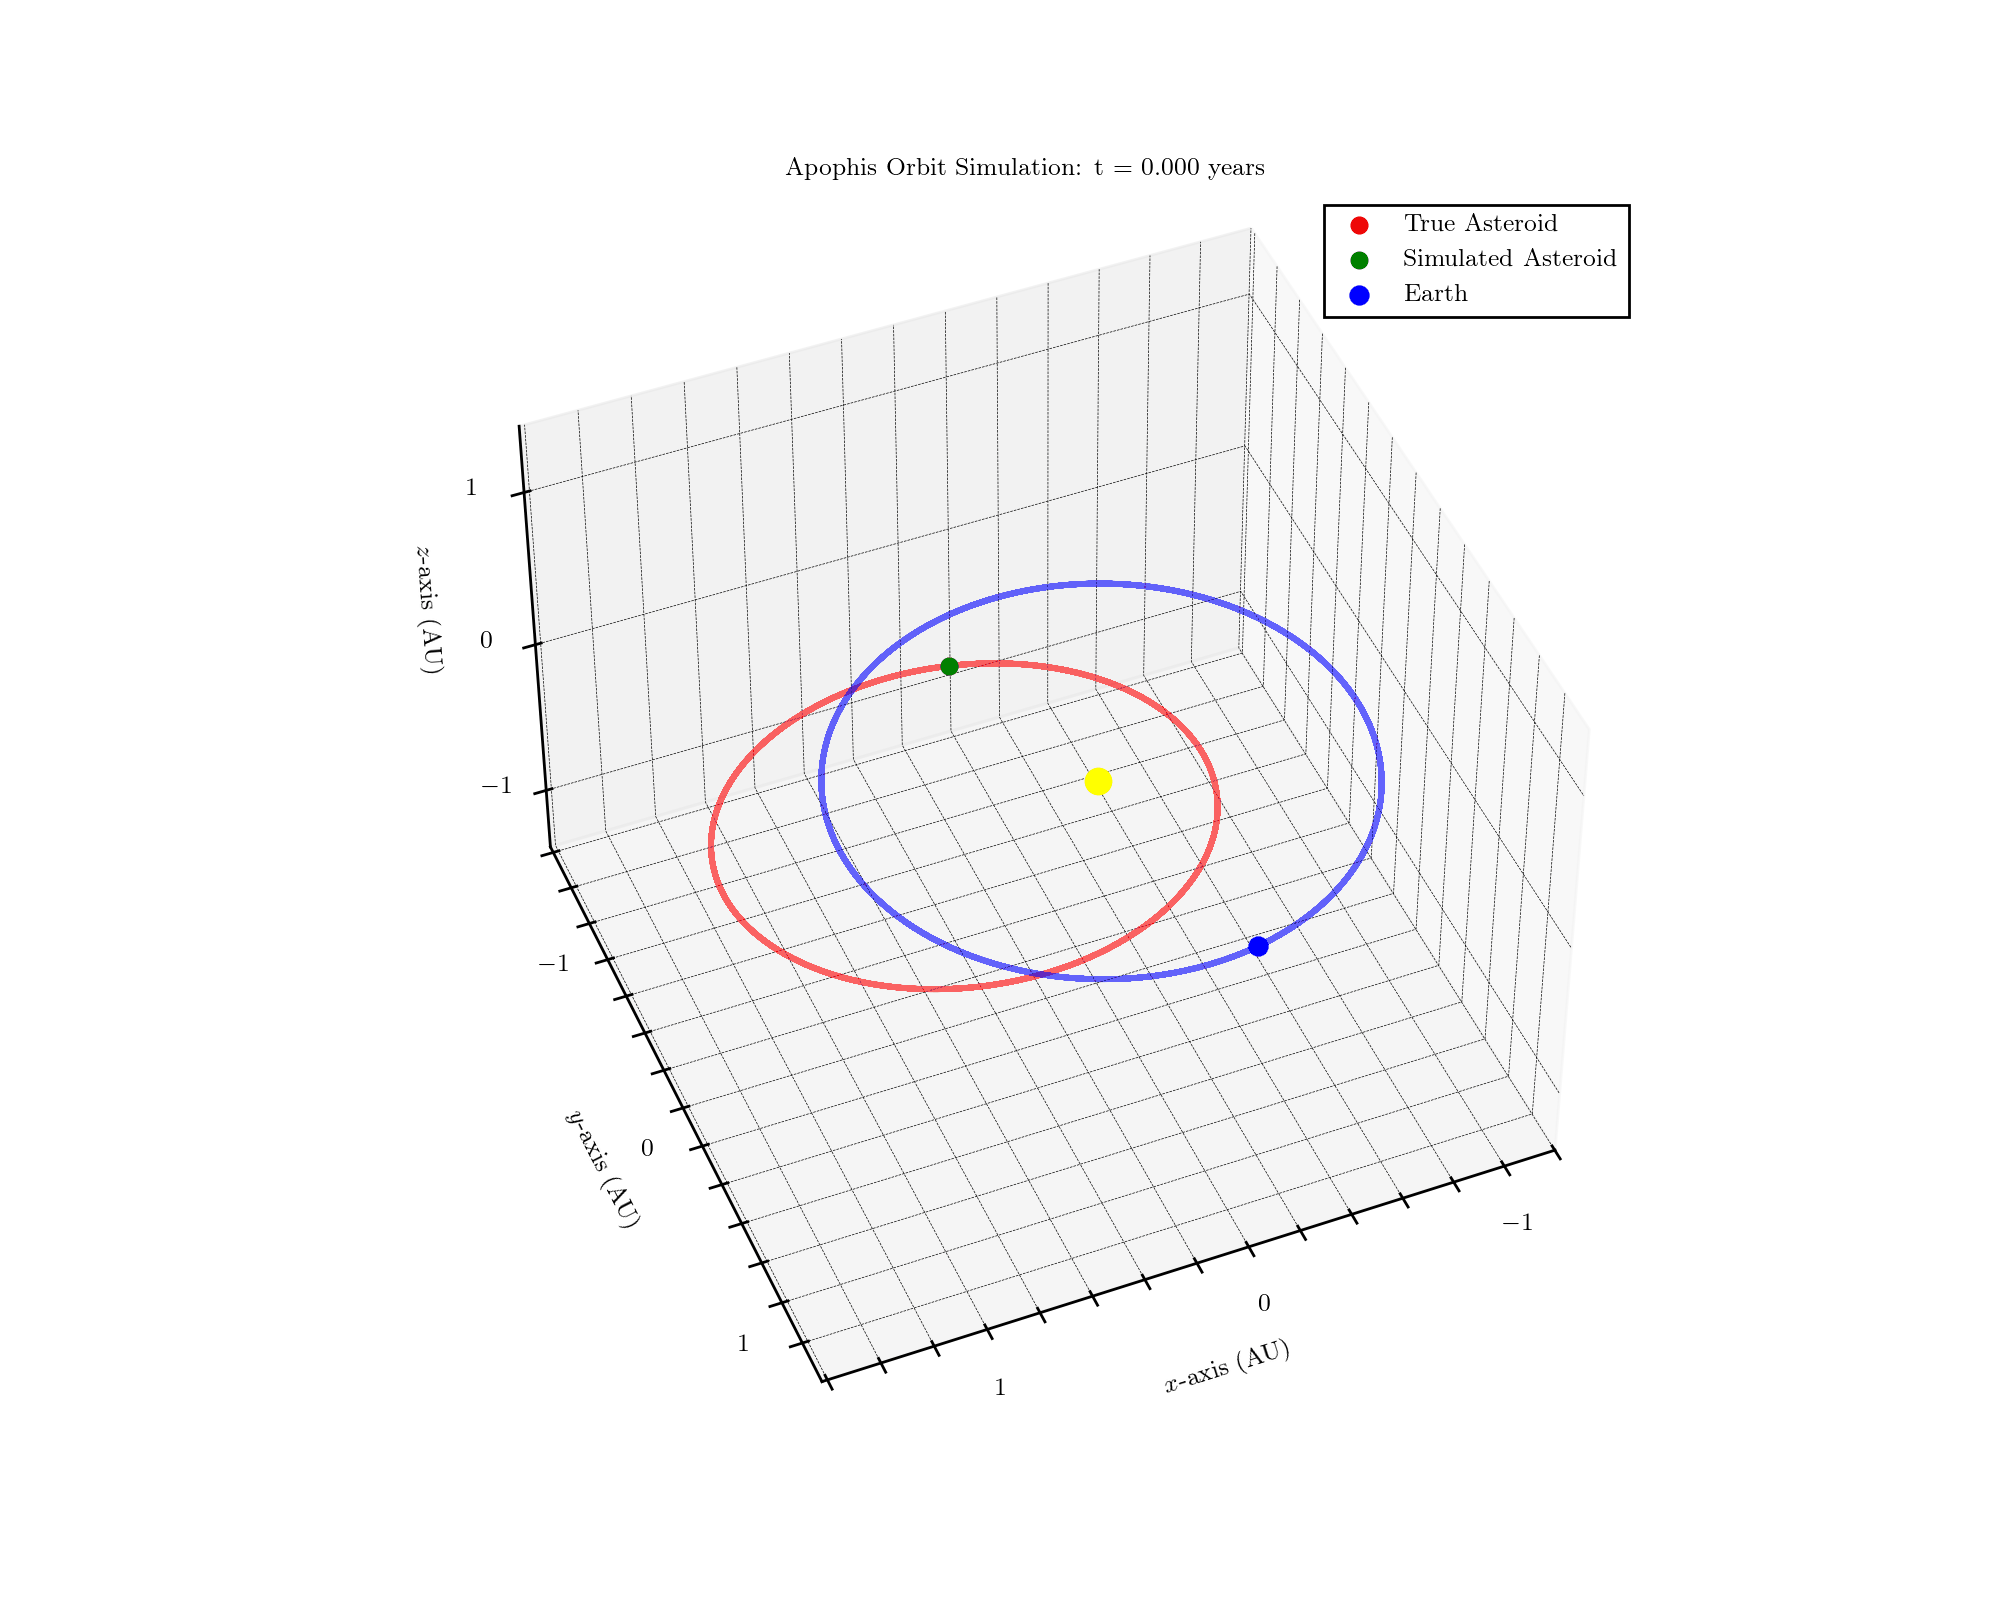 Apophis Orbit Simulation: t = 0.000 years
True Asteroid
Simulated Asteroid
Earth
1
0
−1
z-axis (AU)
−1
0
1
y-axis (AU)
−1
0
1
x-axis (AU)